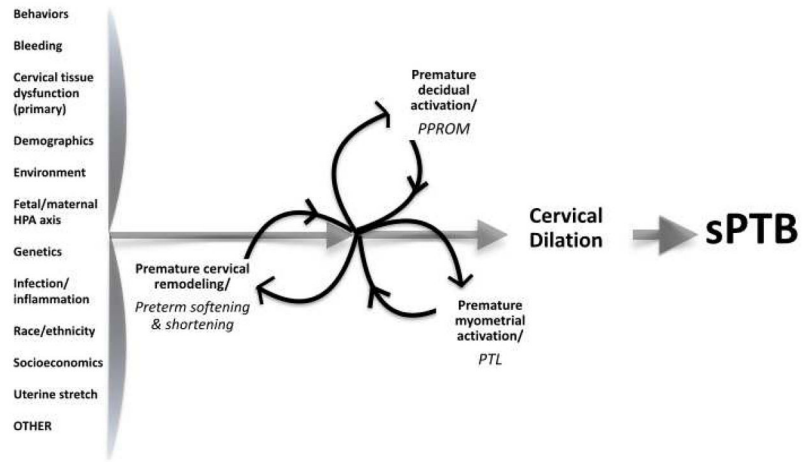 Behaviors
Bleeding
Cervical tissue
dysfunction
(primary)
Demographics
Environment
Fetal/maternal
HPA axis
Genetics
Infection/
inflammation
Race/ethnicity
Socioeconomics
Uterine stretch
OTHER
Premature cervical
remodeling/
Preterm softening
& shortening
Premature
decidual
activation/
PPROM
Premature
myometrial
activation/
PTL
Cervical
Dilation
sPTB